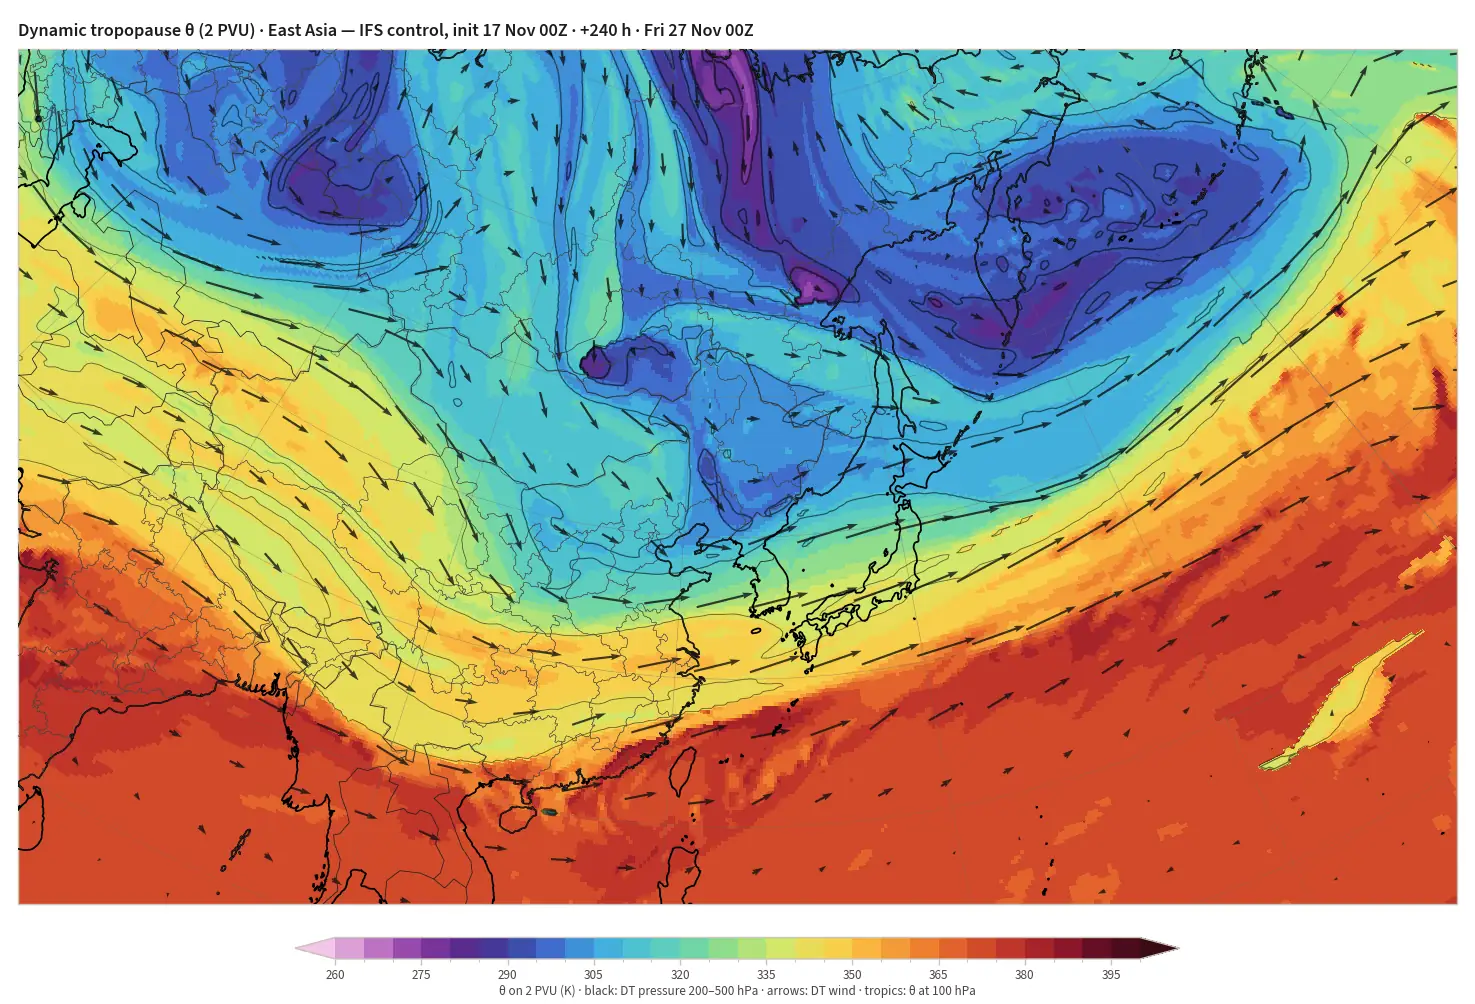 Dynamic tropopause θ (2 PVU) · East Asia — IFS control, init 17 Nov 00Z · +240 h · Fri 27 Nov 00Z
260 275 290 305 320 335 350 365 380 395
θ on 2 PVU (K) · black: DT pressure 200–500 hPa · arrows: DT wind · tropics: θ at 100 hPa